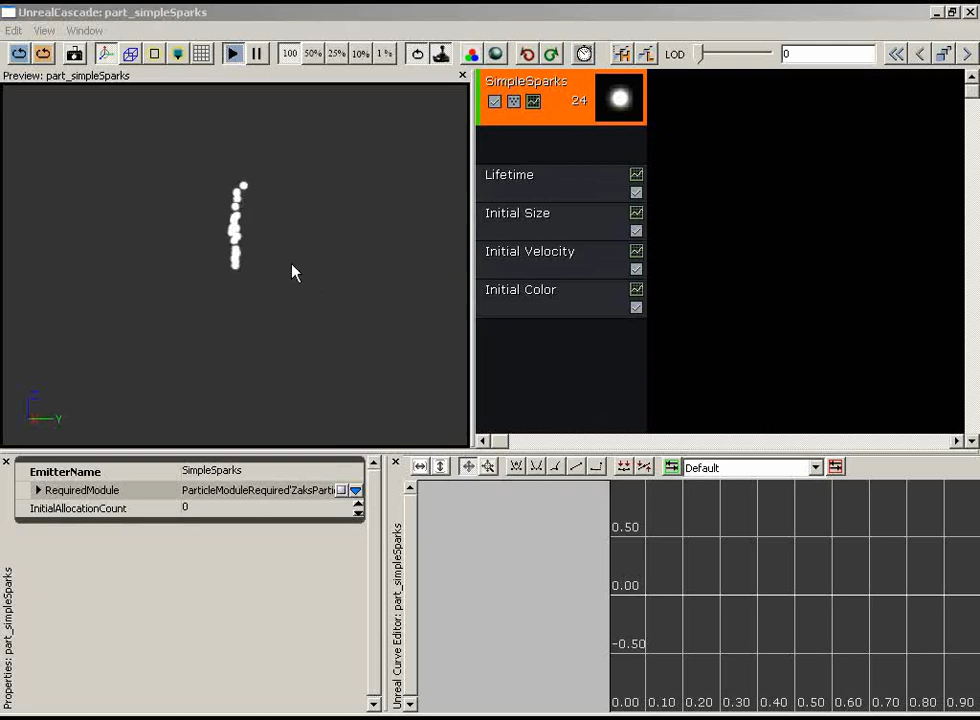 UnrealCascade: part_simpleSparks
Edit View Window
100 50% 25% 10% 1% LOD 0
Preview: part_simpleSparks
SimpleSparks
24
Lifetime
Initial Size
Initial Velocity
Initial Color
Z
X Y
EmitterName SimpleSparks
RequiredModule ParticleModuleRequired'ZaksParti
InitialAllocationCount 0
Properties: part_simpleSparks
Default
Unreal Curve Editor: part_simpleSparks
0.50
0.00
-0.50
0.00 0.10 0.20 0.30 0.40 0.50 0.60 0.70 0.80 0.90